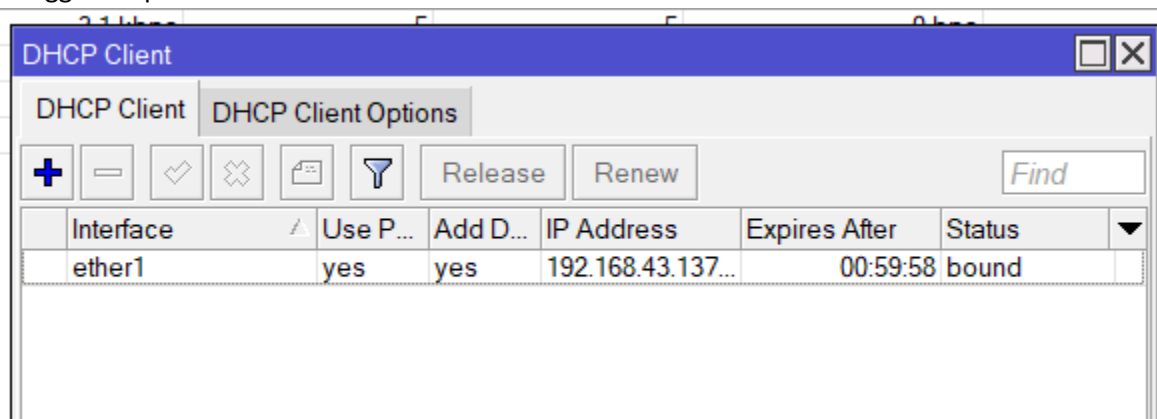 DHCP Client
DHCP Client DHCP Client Options
Release Renew Find
Interface Use P... Add D... IP Address Expires After Status
ether1 yes yes 192.168.43.137... 00:59:58 bound